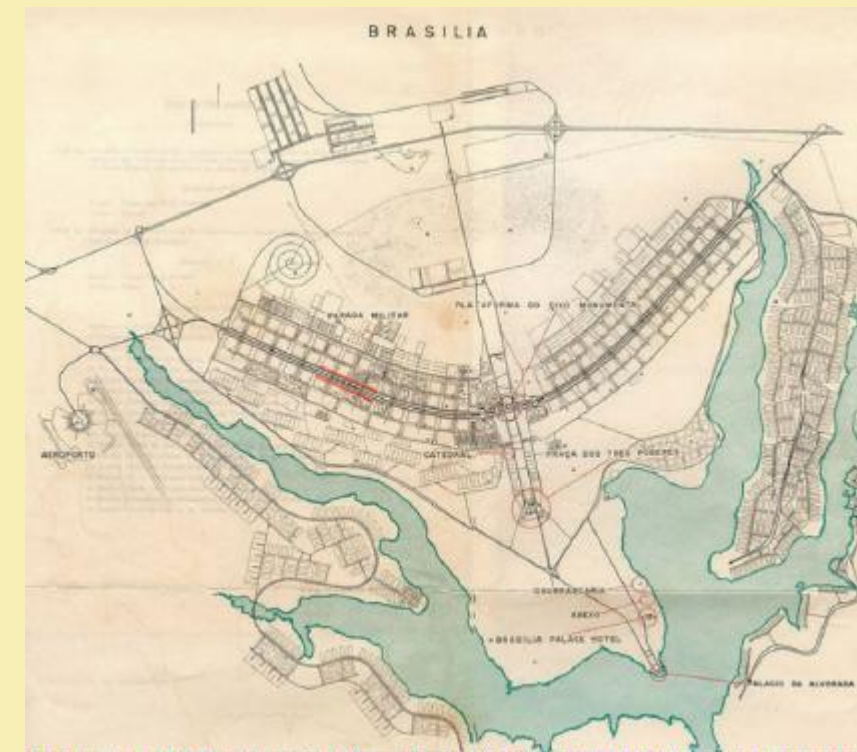 BRASILIA
PARADA MILITAR
PLATAFORMA DO EIXO MONUMENTAL
AEROPORTO
CATEDRAL
PRAÇA DOS TRES PODERES
CHURRASCARIA
ANEXO
BRASILIA PALACE HOTEL
PALACIO DA ALVORADA